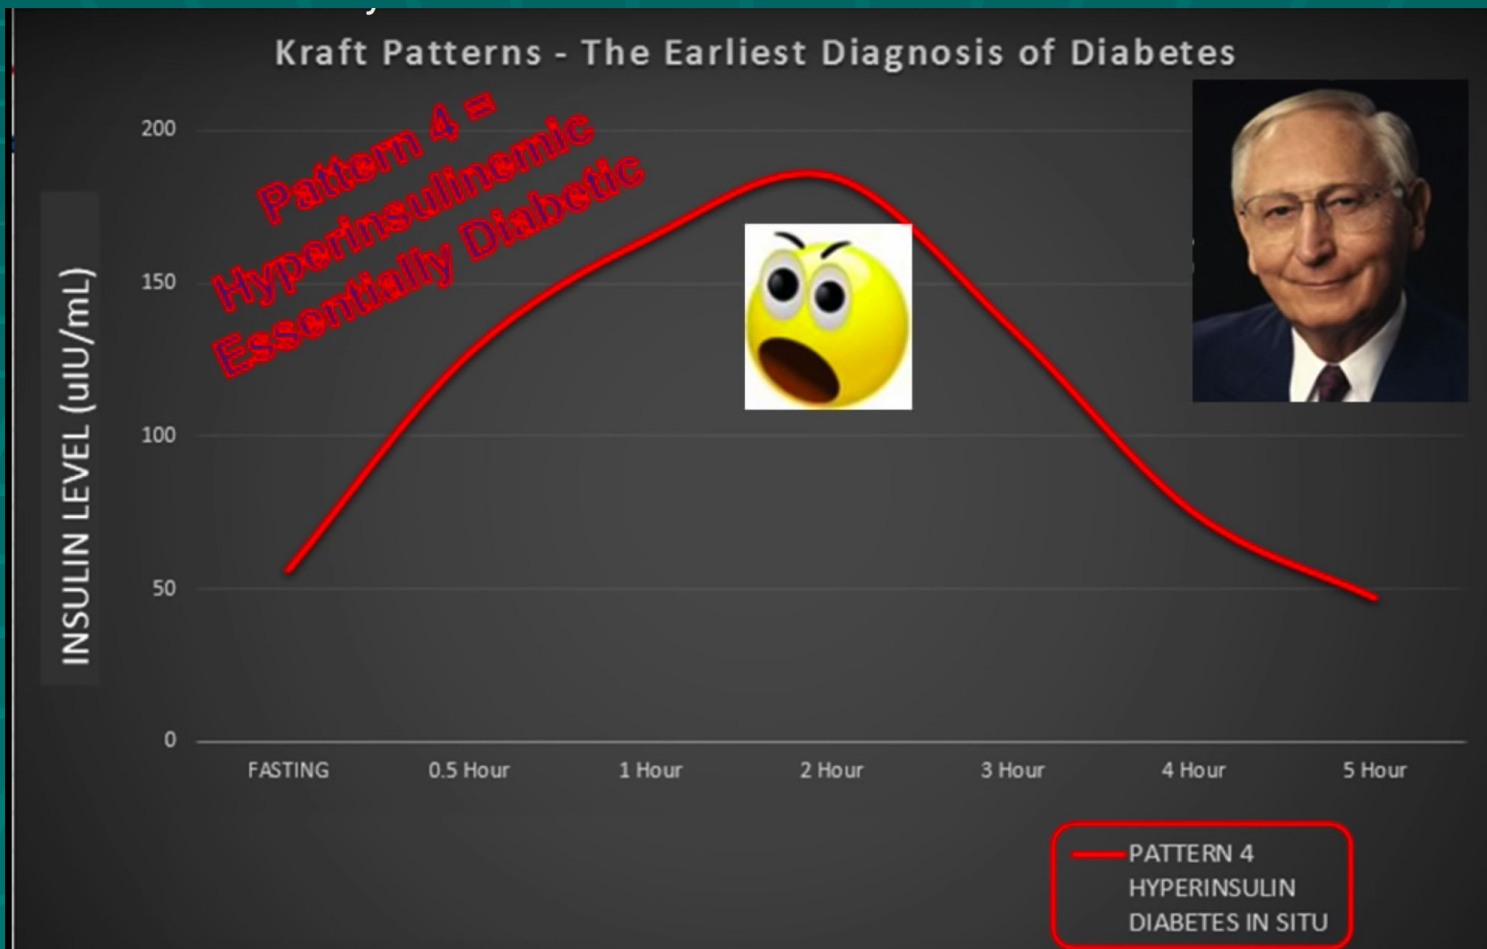 Kraft Patterns - The Earliest Diagnosis of Diabetes
Pattern 4 =
Hyperinsulinemic
Essentially Diabetic
INSULIN LEVEL (uIU/mL)
200
150
100
50
0
FASTING 0.5 Hour 1 Hour 2 Hour 3 Hour 4 Hour 5 Hour
PATTERN 4
HYPERINSULIN
DIABETES IN SITU